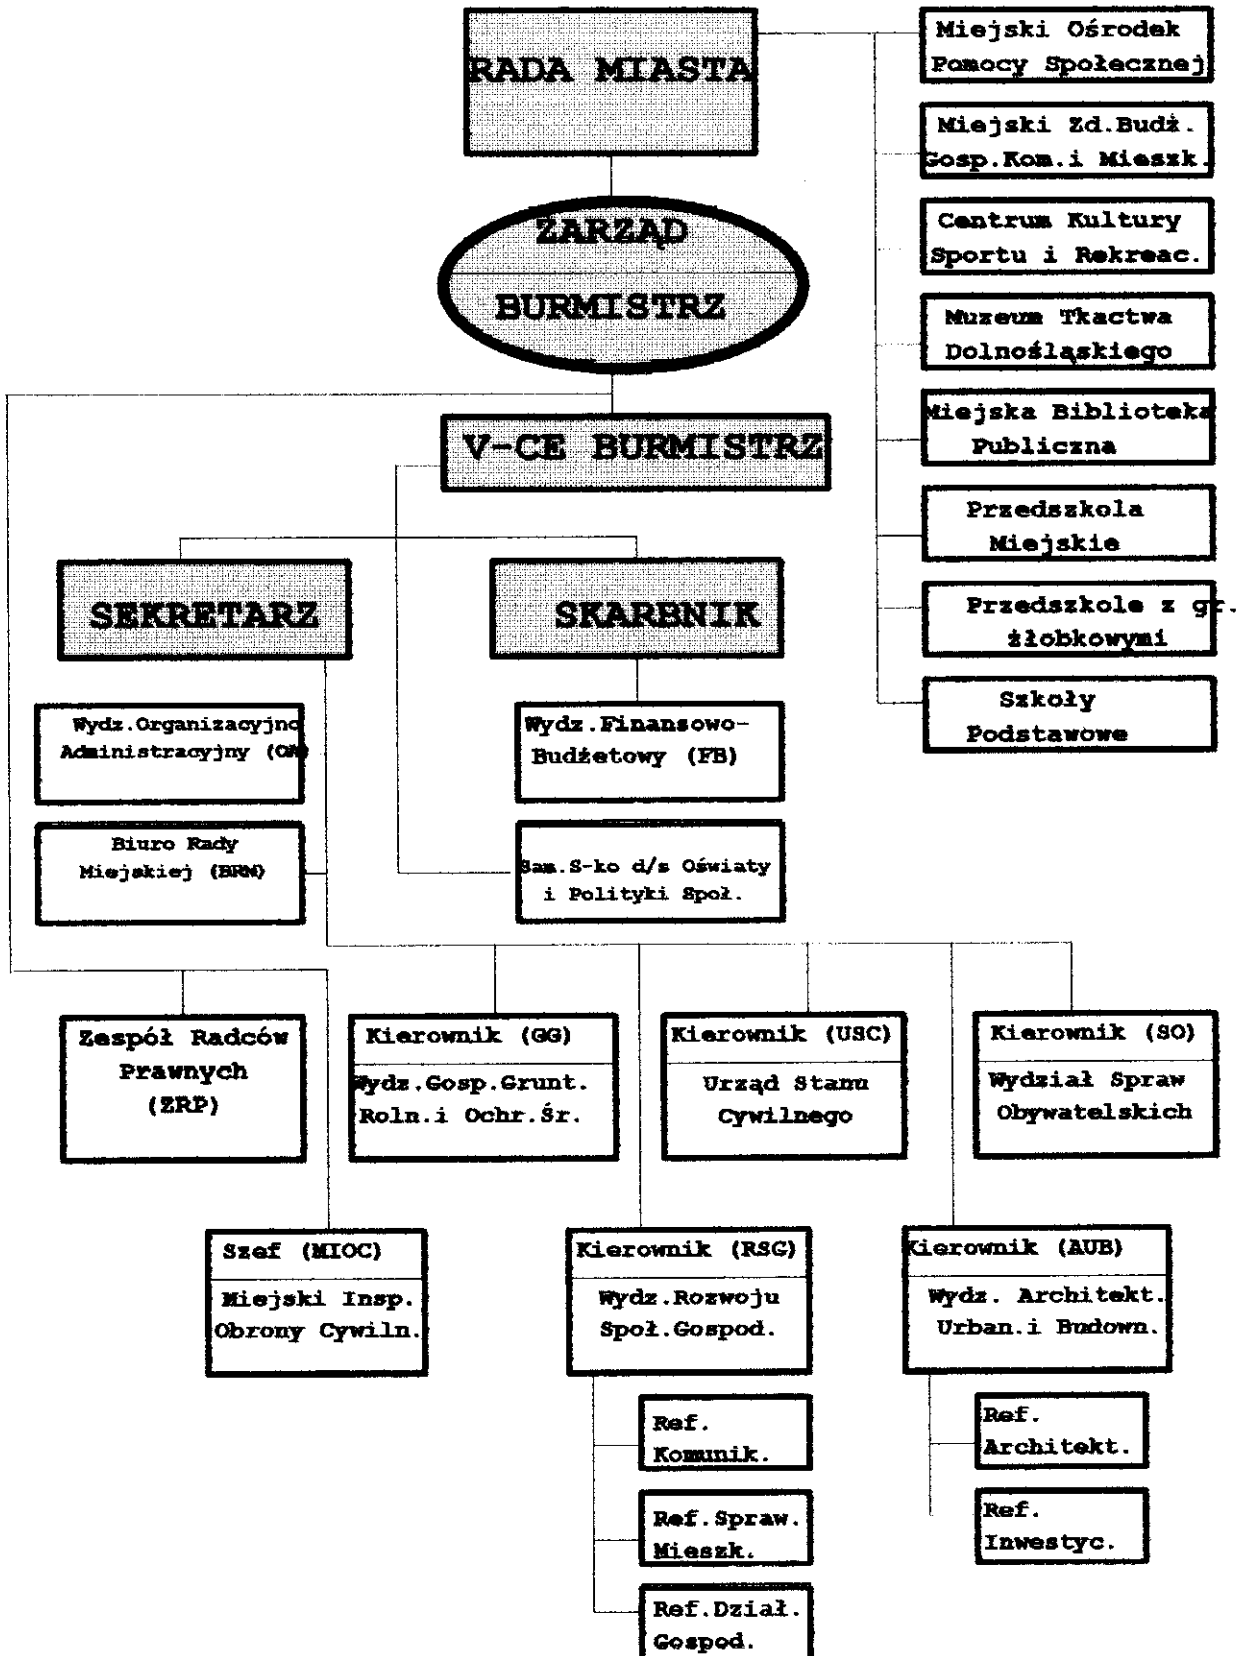 RADA MIASTA
Miejski Ośrodek
Pomocy Społecznej
Miejski Zd.Budż.
Gosp.Kom.i Mieszk.
Centrum Kultury
Sportu i Rekreac.
Muzeum Tkactwa
Dolnośląskiego
Miejska Biblioteka
Publiczna
Przedszkola
Miejskie
Przedszkole z gr.
żłobkowymi
Szkoły
Podstawowe
ZARZĄD
BURMISTRZ
V-CE BURMISTRZ
SEKRETARZ
SKARBNIK
Wydz.Organizacyjno
Administracyjny (OA)
Wydz.Finansowo-
Budżetowy (FB)
Biuro Rady
Miejskiej (BRM)
Sam.S-ko d/s Oświaty
i Polityki Społ.
Zespół Radców
Prawnych
(ZRP)
Kierownik (GG)
Wydz.Gosp.Grunt.
Roln.i Ochr.Śr.
Kierownik (USC)
Urząd Stanu
Cywilnego
Kierownik (SO)
Wydział Spraw
Obywatelskich
Szef (MIOC)
Miejski Insp.
Obrony Cywiln.
Kierownik (RSG)
Wydz.Rozwoju
Społ.Gospod.
Kierownik (AUB)
Wydz. Architekt.
Urban.i Budown.
Ref.
Komunik.
Ref.Spraw.
Mieszk.
Ref.Dział.
Gospod.
Ref.
Architekt.
Ref.
Inwestyc.